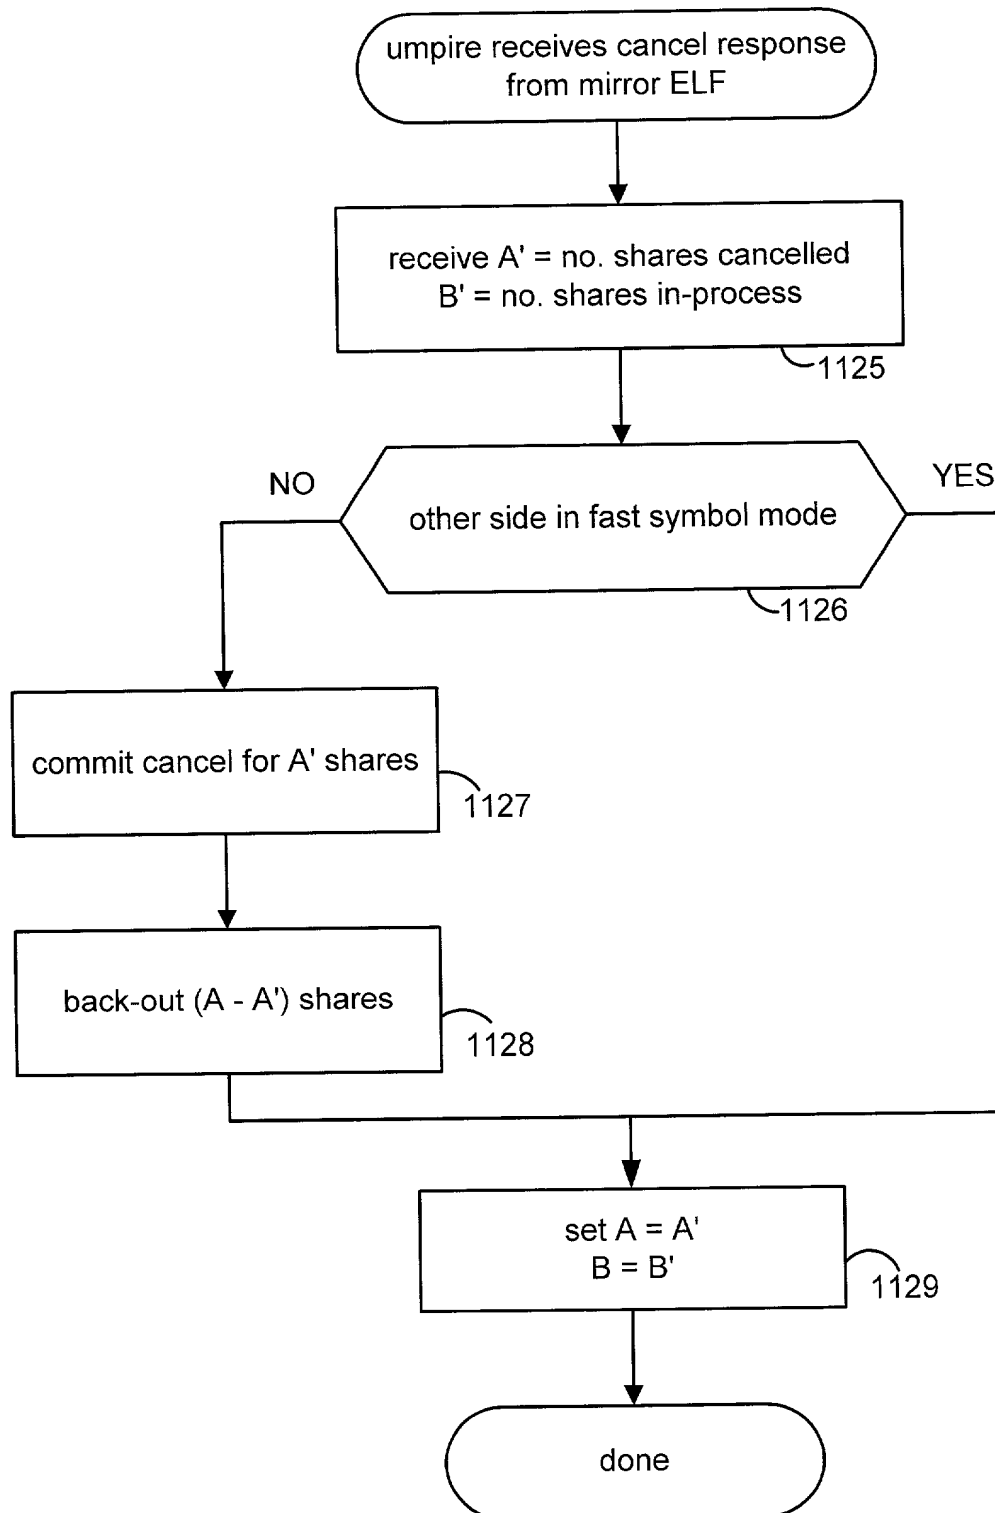 umpire receives cancel response
from mirror ELF
receive A' = no. shares cancelled
B' = no. shares in-process
1125
NO
YES
other side in fast symbol mode
1126
commit cancel for A' shares
1127
back-out (A - A') shares
1128
set A = A'
B = B'
1129
done